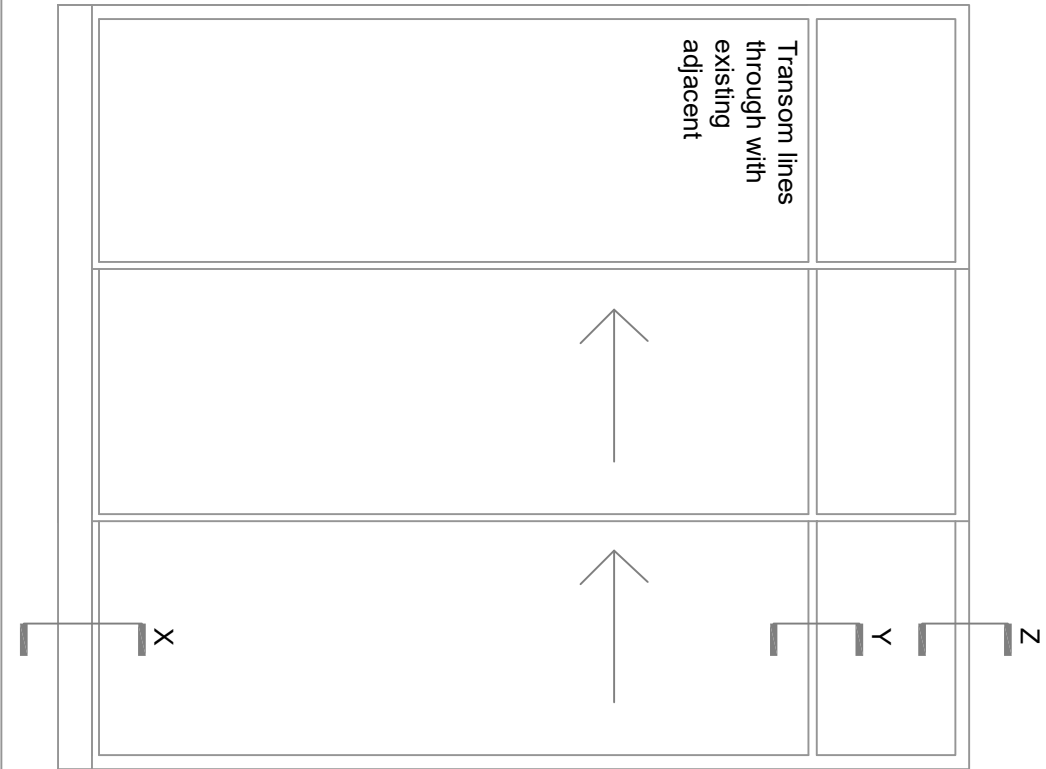 Transom lines
through with
existing
adjacent
Z
Y
X